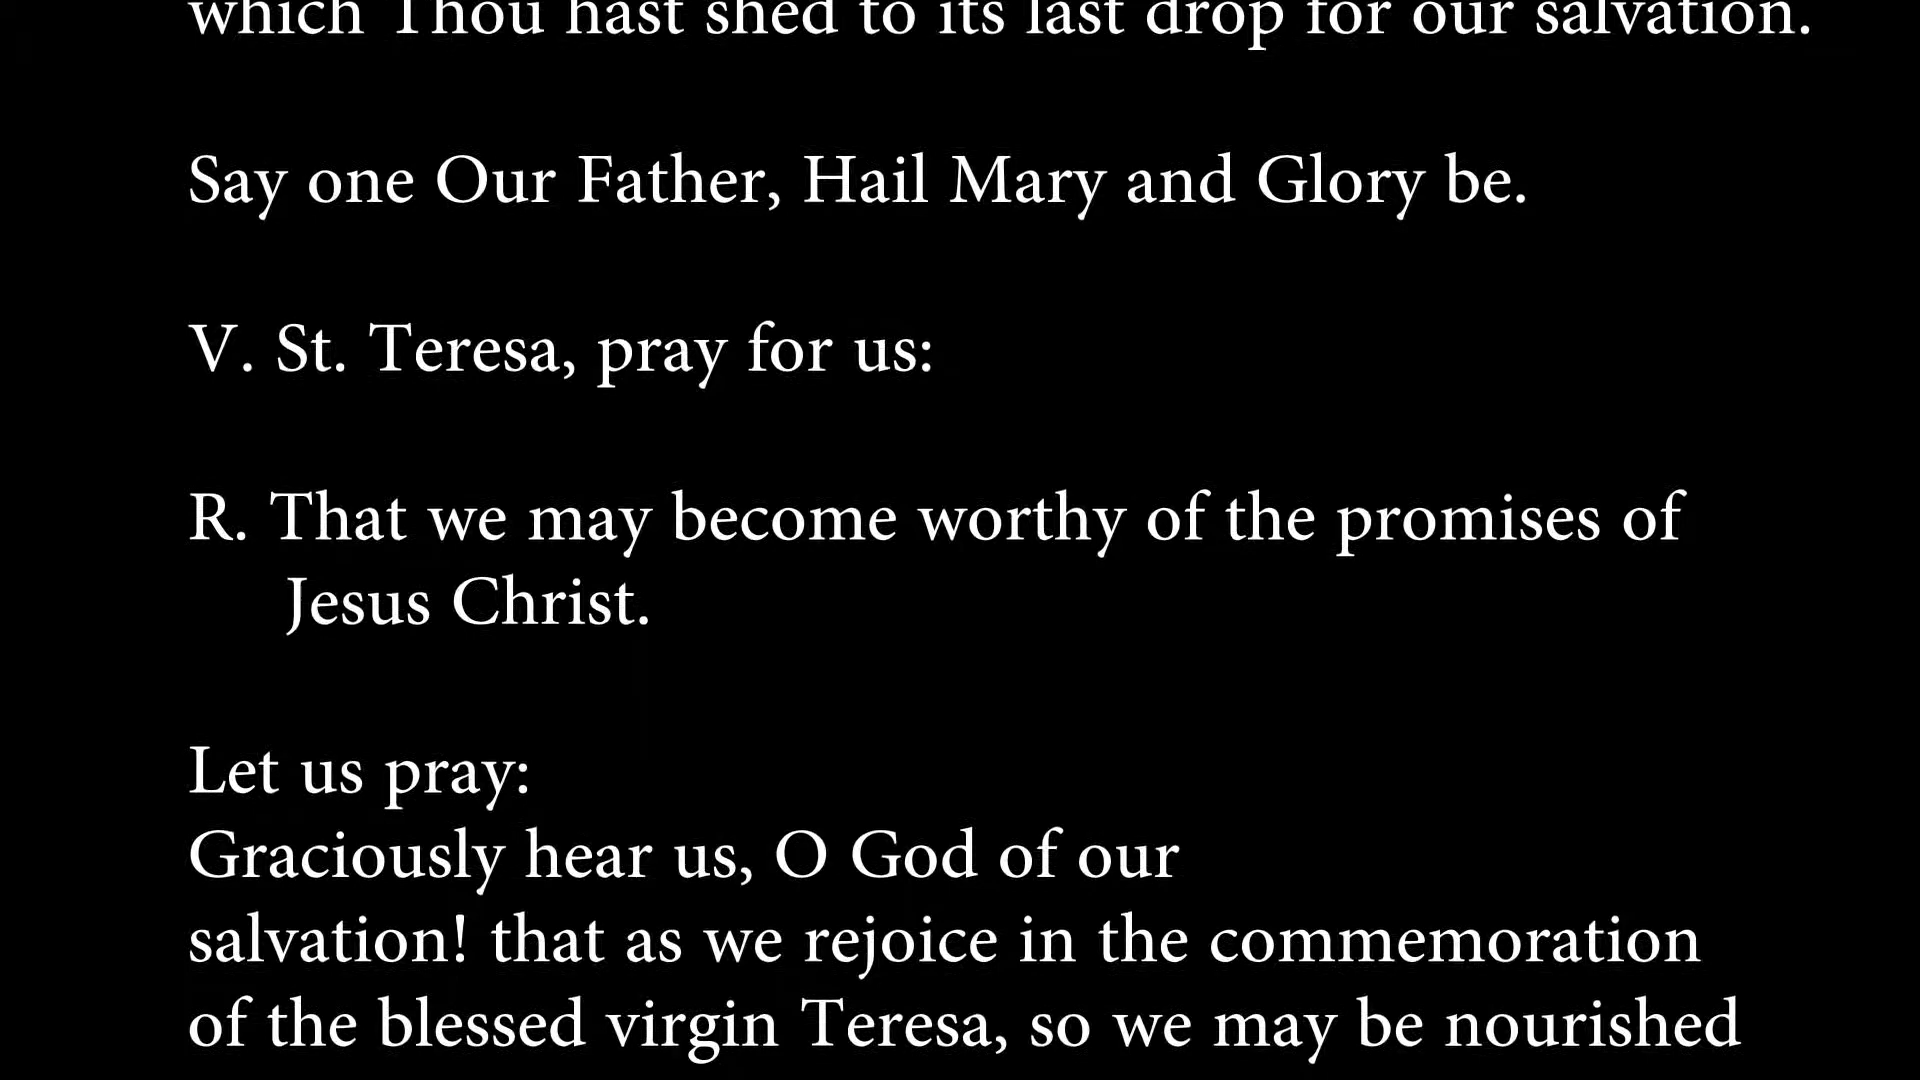 which Thou hast shed to its last drop for our salvation.
Say one Our Father, Hail Mary and Glory be.
V. St. Teresa, pray for us:
R. That we may become worthy of the promises of
Jesus Christ.
Let us pray:
Graciously hear us, O God of our
salvation! that as we rejoice in the commemoration
of the blessed virgin Teresa, so we may be nourished